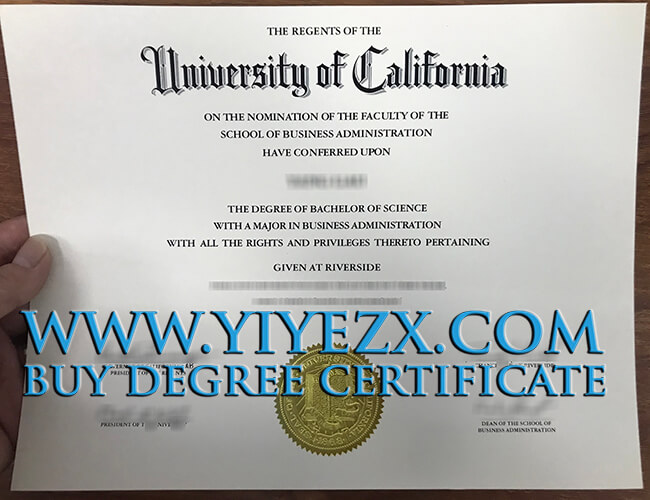 THE REGENTS OF THE
University of California
ON THE NOMINATION OF THE FACULTY OF THE
SCHOOL OF BUSINESS ADMINISTRATION
HAVE CONFERRED UPON
THE DEGREE OF BACHELOR OF SCIENCE
WITH A MAJOR IN BUSINESS ADMINISTRATION
WITH ALL THE RIGHTS AND PRIVILEGES THERETO PERTAINING
GIVEN AT RIVERSIDE
WWW.YIYEZX.COM
BUY DEGREE CERTIFICATE
PRESIDENT OF
DEAN OF THE SCHOOL OF
BUSINESS ADMINISTRATION